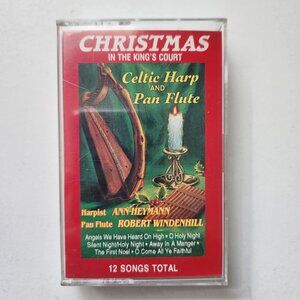 CHRISTMAS
IN THE KING'S COURT
Celtic Harp
AND
Pan Flute
Harpist ANN HEYMANN
Pan Flute ROBERT WINDENHILL
Angels We Have Heard On High • O Holy Night
Silent Night/Holy Night • Away In A Manger •
The First Noel • O Come All Ye Faithful
12 SONGS TOTAL